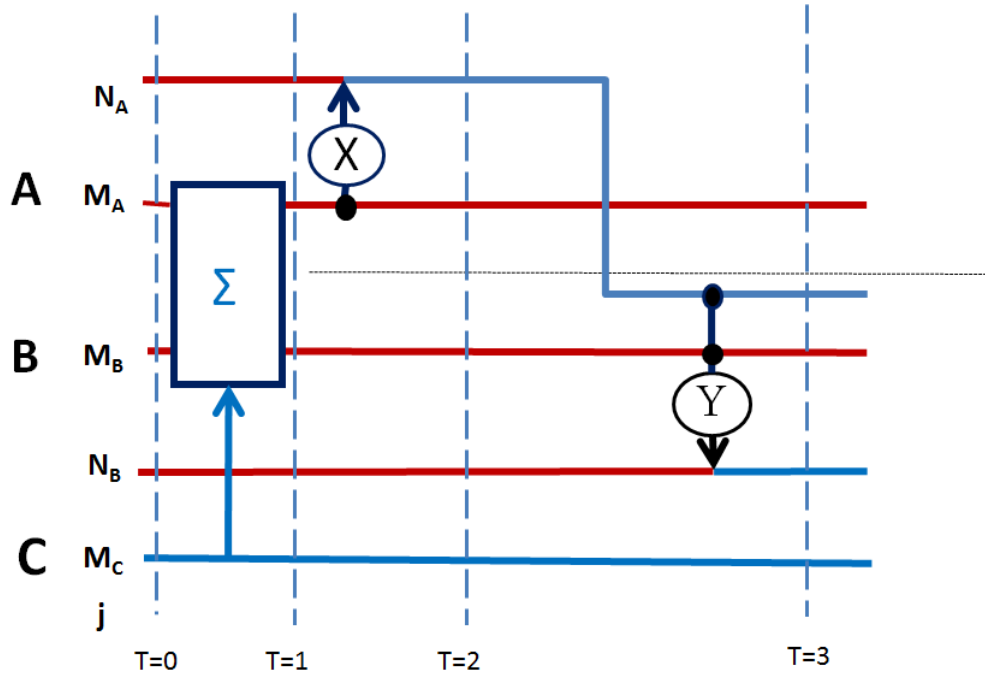 N_A
X
A M_A
Σ
B M_B
Y
N_B
C M_C
j
T=0 T=1 T=2 T=3